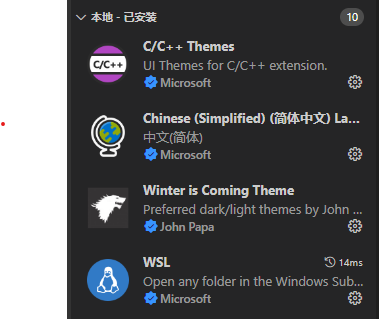 本地 - 已安装
10
C/C++ Themes
UI Themes for C/C++ extension.
Microsoft
C/C++
Chinese (Simplified) (简体中文) La...
中文(简体)
Microsoft
Winter is Coming Theme
Preferred dark/light themes by John ...
John Papa
WSL
14ms
Open any folder in the Windows Sub...
Microsoft